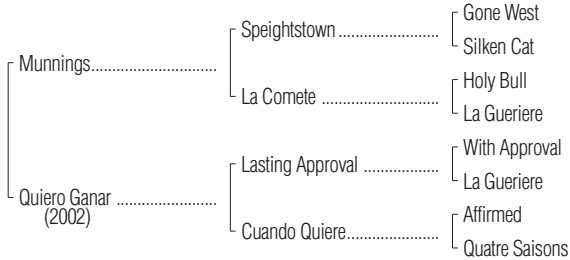 Gone West
Speightstown
Silken Cat
Munnings
Holy Bull
La Comete
La Gueriere
With Approval
Lasting Approval
La Gueriere
Quiero Ganar
(2002)
Affirmed
Cuando Quiere
Quatre Saisons